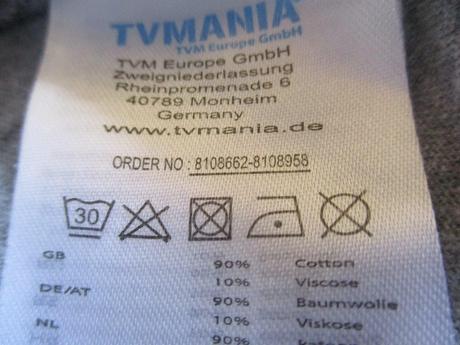 TVMANIA
TVM Europe GmbH
TVM Europe GmbH
Zweigniederlassung
Rheinpromenade 6
40789 Monheim
Germany
www.tvmania.de
ORDER NO : 8108662-8108958
30
GB 90% Cotton
10% Viscose
DE/AT 90% Baumwolle
10% Viskose
NL 90%